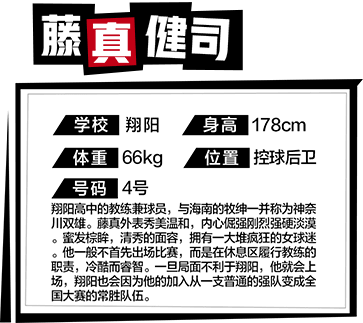 藤真健司
学校 翔阳 身高 178cm
体重 66kg 位置 控球后卫
号码 4号
翔阳高中的教练兼球员，与海南的牧绅一并称为神奈
川双雄。藤真外表秀美温和，内心倔强刚烈强硬淡漠
。蜜发棕眸，清秀的面容，拥有一大堆疯狂的女球迷
。他一般不首先出场比赛，而是在休息区履行教练的
职责，冷酷而睿智。一旦局面不利于翔阳，他就会上
场，翔阳也会因为他的加入从一支普通的强队变成全
国大赛的常胜队伍。